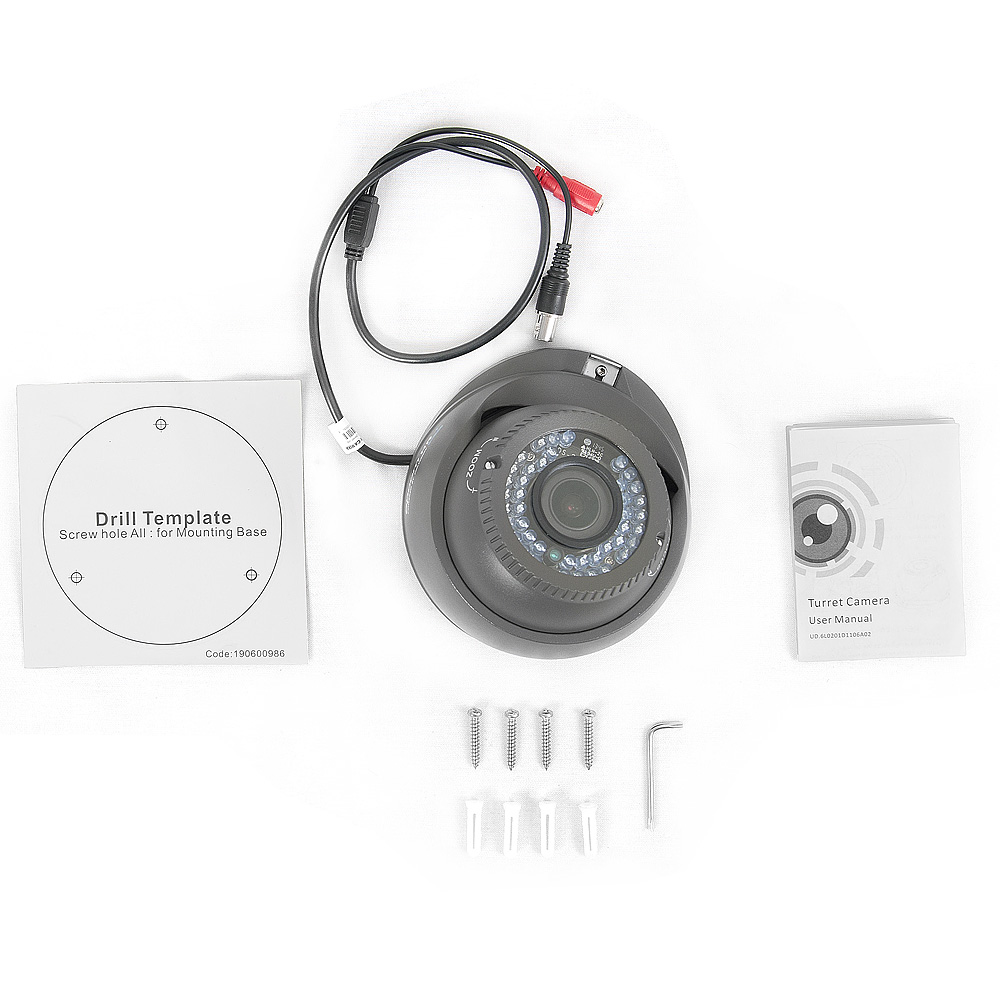 Drill Template
Screw hole All : for Mounting Base
Code:190600986
ZOOM
Turret Camera
User Manual
UD.6L0201D1106A02